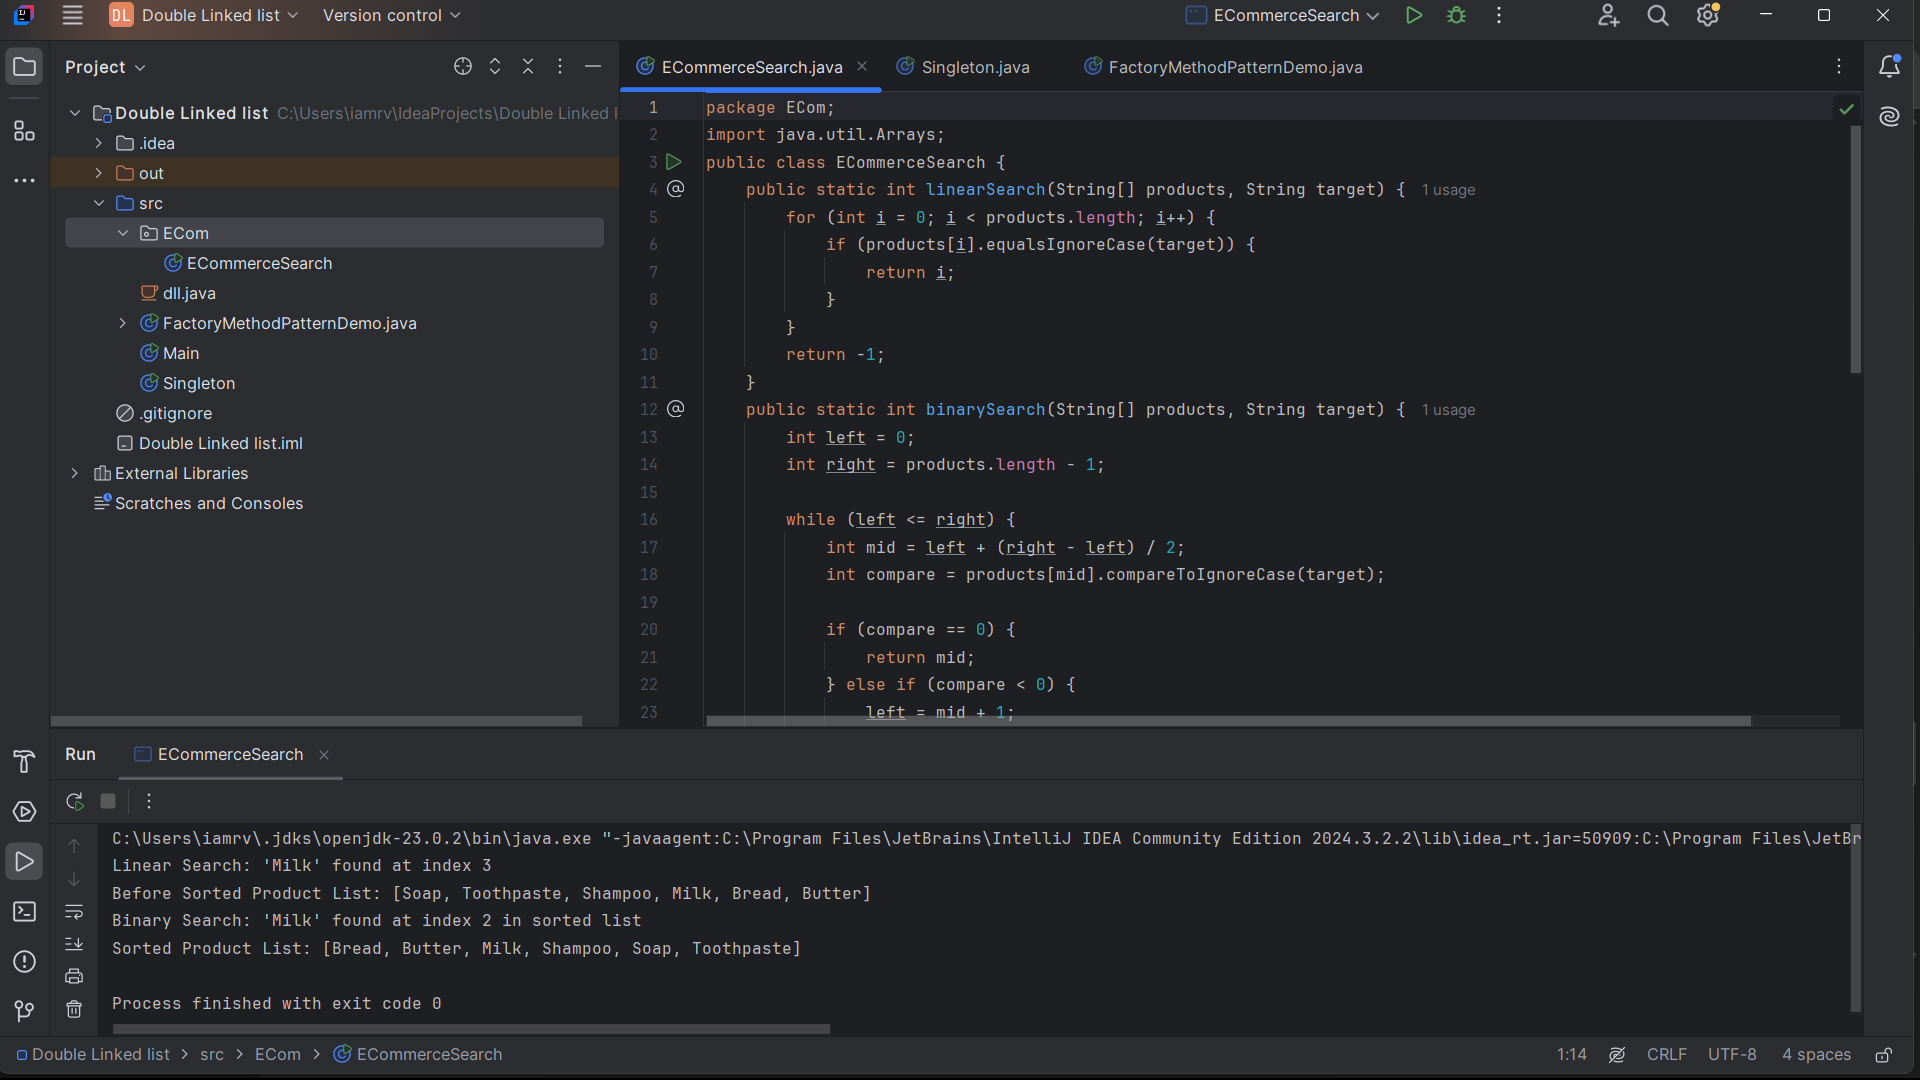 DL Double Linked list Version control ECommerceSearch
Project
ECommerceSearch.java Singleton.java FactoryMethodPatternDemo.java
Double Linked list C:\Users\iamrv\IdeaProjects\Double Linked l
.idea
out
src
ECom
ECommerceSearch
dll.java
FactoryMethodPatternDemo.java
Main
Singleton
.gitignore
Double Linked list.iml
External Libraries
Scratches and Consoles
1 package ECom;
2 import java.util.Arrays;
3 public class ECommerceSearch {
4 public static int linearSearch(String[] products, String target) { 1 usage
5 for (int i = 0; i < products.length; i++) {
6 if (products[i].equalsIgnoreCase(target)) {
7 return i;
8 }
9 }
10 return -1;
11 }
12 public static int binarySearch(String[] products, String target) { 1 usage
13 int left = 0;
14 int right = products.length - 1;
15
16 while (left <= right) {
17 int mid = left + (right - left) / 2;
18 int compare = products[mid].compareToIgnoreCase(target);
19
20 if (compare == 0) {
21 return mid;
22 } else if (compare < 0) {
23 left = mid + 1;
Run ECommerceSearch
C:\Users\iamrv\.jdks\openjdk-23.0.2\bin\java.exe "-javaagent:C:\Program Files\JetBrains\IntelliJ IDEA Community Edition 2024.3.2.2\lib\idea_rt.jar=50909:C:\Program Files\JetBr
Linear Search: 'Milk' found at index 3
Before Sorted Product List: [Soap, Toothpaste, Shampoo, Milk, Bread, Butter]
Binary Search: 'Milk' found at index 2 in sorted list
Sorted Product List: [Bread, Butter, Milk, Shampoo, Soap, Toothpaste]
Process finished with exit code 0
Double Linked list > src > ECom > ECommerceSearch 1:14 CRLF UTF-8 4 spaces